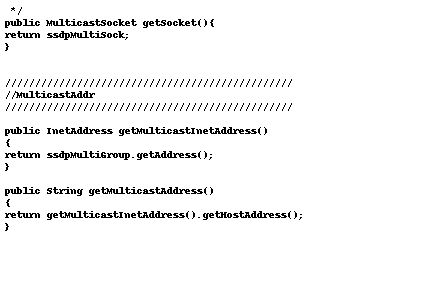 */
public MulticastSocket getSocket(){
return ssdpMultiSock;
}
////////////////////////////////////////////////
//MulticastAddr
////////////////////////////////////////////////
public InetAddress getMulticastInetAddress()
{
return ssdpMultiGroup.getAddress();
}
public String getMulticastAddress()
{
return getMulticastInetAddress().getHostAddress();
}